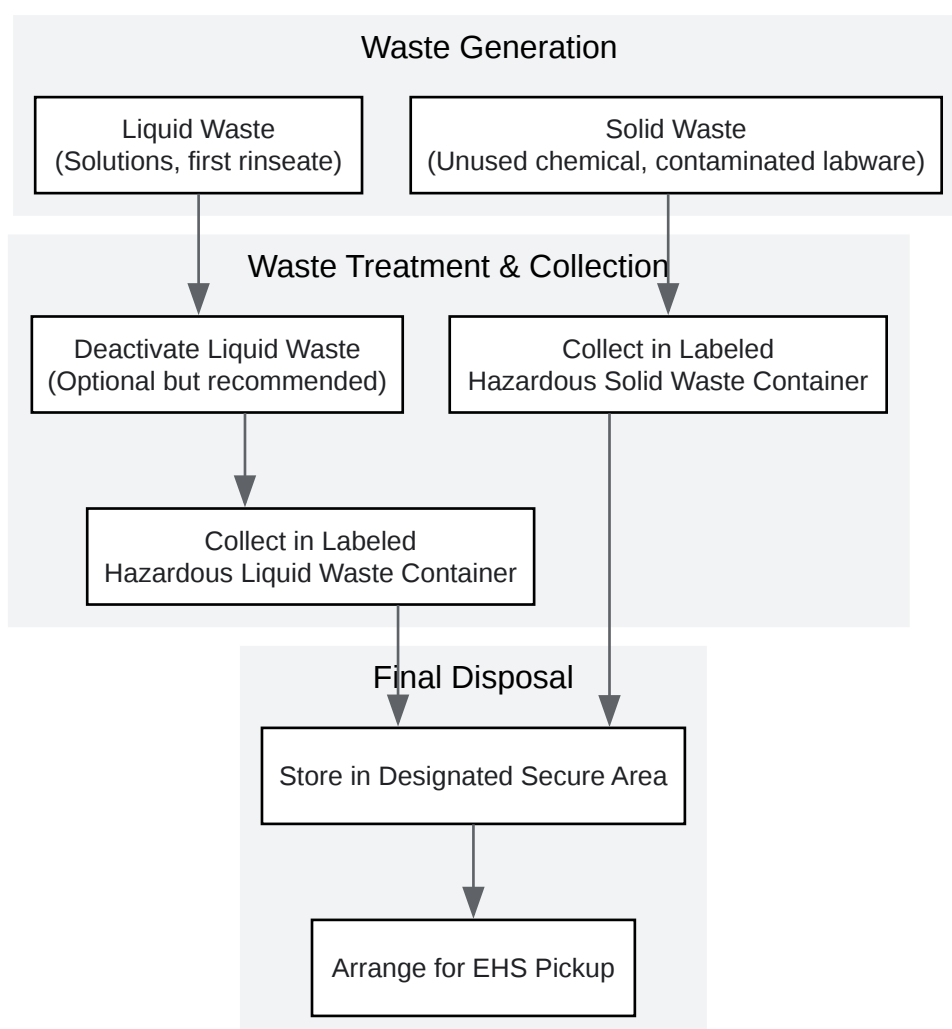 Waste Generation
Liquid Waste
(Solutions, first rinseate)
Solid Waste
(Unused chemical, contaminated labware)
Waste Treatment & Collection
Deactivate Liquid Waste
(Optional but recommended)
Collect in Labeled
Hazardous Solid Waste Container
Collect in Labeled
Hazardous Liquid Waste Container
Final Disposal
Store in Designated Secure Area
Arrange for EHS Pickup